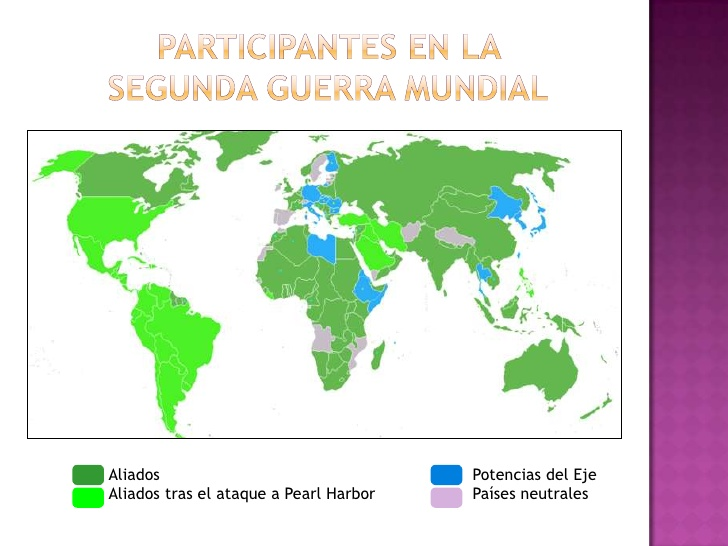 PARTICIPANTES EN LA
SEGUNDA GUERRA MUNDIAL
Aliados
Aliados tras el ataque a Pearl Harbor
Potencias del Eje
Países neutrales